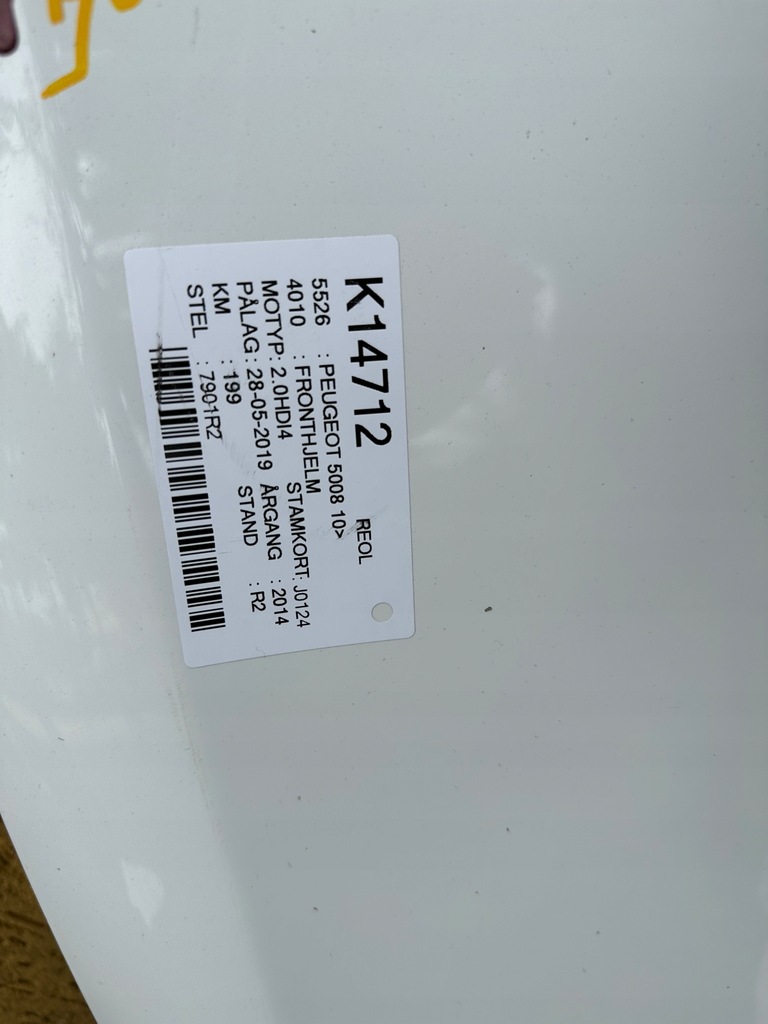 K14712 REOL
5526 : PEUGEOT 5008 10>
4010 : FRONTHJELM STAMKORT: J0124
MOTYP: 2.0HDI4 ÅRGANG : 2014
PÅLAG: 28-05-2019 STAND : R2
KM : 199
STEL : 7901R2